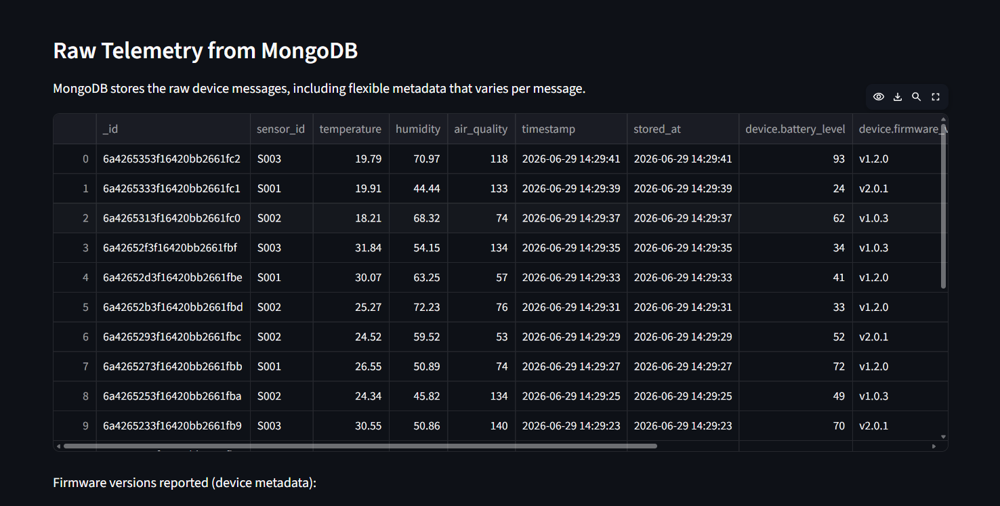 Raw Telemetry from MongoDB
MongoDB stores the raw device messages, including flexible metadata that varies per message.
_id sensor_id temperature humidity air_quality timestamp stored_at device.battery_level device.firmware_
0 6a4265353f16420bb2661fc2 S003 19.79 70.97 118 2026-06-29 14:29:41 2026-06-29 14:29:41 93 v1.2.0
1 6a4265333f16420bb2661fc1 S001 19.91 44.44 133 2026-06-29 14:29:39 2026-06-29 14:29:39 24 v2.0.1
2 6a4265313f16420bb2661fc0 S002 18.21 68.32 74 2026-06-29 14:29:37 2026-06-29 14:29:37 62 v1.0.3
3 6a42652f3f16420bb2661fbf S003 31.84 54.15 134 2026-06-29 14:29:35 2026-06-29 14:29:35 34 v1.0.3
4 6a42652d3f16420bb2661fbe S001 30.07 63.25 57 2026-06-29 14:29:33 2026-06-29 14:29:33 41 v1.2.0
5 6a42652b3f16420bb2661fbd S002 25.27 72.23 76 2026-06-29 14:29:31 2026-06-29 14:29:31 33 v1.2.0
6 6a4265293f16420bb2661fbc S002 24.52 59.52 53 2026-06-29 14:29:29 2026-06-29 14:29:29 52 v2.0.1
7 6a4265273f16420bb2661fbb S001 26.55 50.89 74 2026-06-29 14:29:27 2026-06-29 14:29:27 72 v1.2.0
8 6a4265253f16420bb2661fba S002 24.34 45.82 134 2026-06-29 14:29:25 2026-06-29 14:29:25 49 v1.0.3
9 6a4265233f16420bb2661fb9 S003 30.55 50.86 140 2026-06-29 14:29:23 2026-06-29 14:29:23 70 v2.0.1
Firmware versions reported (device metadata):